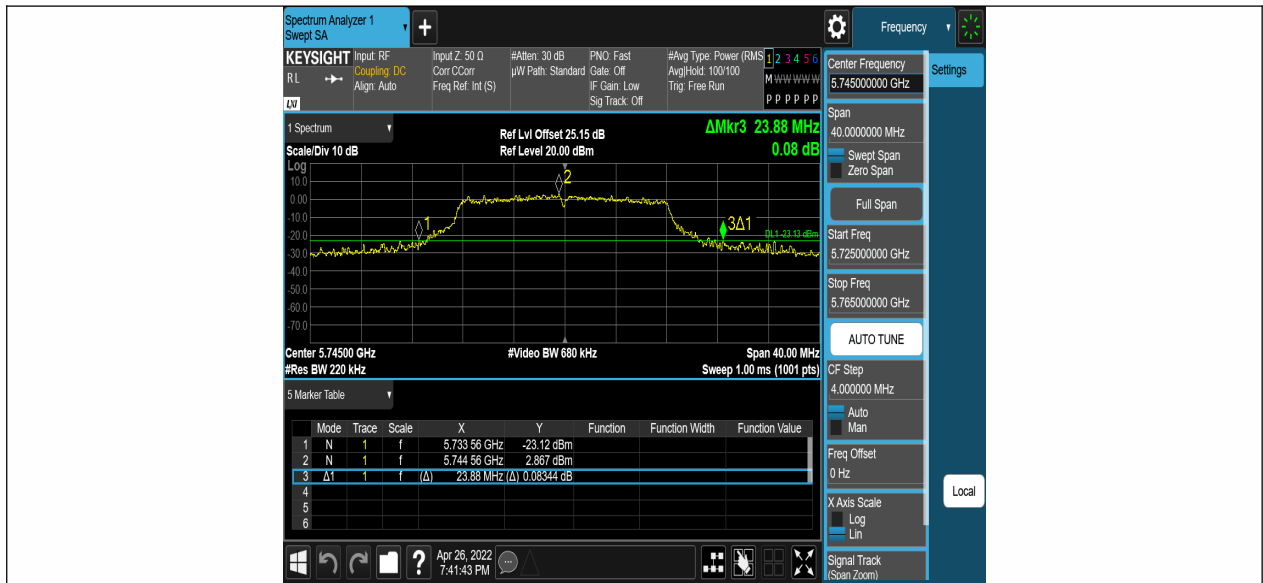 Spectrum Analyzer 1
Swept SA
+
Frequency
KEYSIGHT
RL
LXI
Input: RF
Coupling: DC
Align: Auto
Input Z: 50 Ω
Corr CCorr
Freq Ref: Int (S)
#Atten: 30 dB
µW Path: Standard
PNO: Fast
Gate: Off
IF Gain: Low
Sig Track: Off
#Avg Type: Power (RMS
Avg|Hold: 100/100
Trig: Free Run
1 2 3 4 5 6
M W W W W W
P P P P P P
1 Spectrum
Scale/Div 10 dB
Ref Lvl Offset 25.15 dB
Ref Level 20.00 dBm
ΔMkr3 23.88 MHz
0.08 dB
Log
10.0
0.00
-10.0
-20.0
-30.0
-40.0
-50.0
-60.0
-70.0
1
2
3Δ1
DL1 -23.13 dBm
Center 5.74500 GHz
#Video BW 680 kHz
Span 40.00 MHz
#Res BW 220 kHz
Sweep 1.00 ms (1001 pts)
5 Marker Table
Mode Trace Scale X Y Function Function Width Function Value
1 N 1 f 5.733 56 GHz -23.12 dBm
2 N 1 f 5.744 56 GHz 2.867 dBm
3 Δ1 1 f (Δ) 23.88 MHz (Δ) 0.08344 dB
4
5
6
?
Apr 26, 2022
7:41:43 PM
Center Frequency
5.745000000 GHz
Settings
Span
40.0000000 MHz
Swept Span
Zero Span
Full Span
Start Freq
5.725000000 GHz
Stop Freq
5.765000000 GHz
AUTO TUNE
CF Step
4.000000 MHz
Auto
Man
Freq Offset
0 Hz
X Axis Scale
Log
Lin
Signal Track
(Span Zoom)
Local